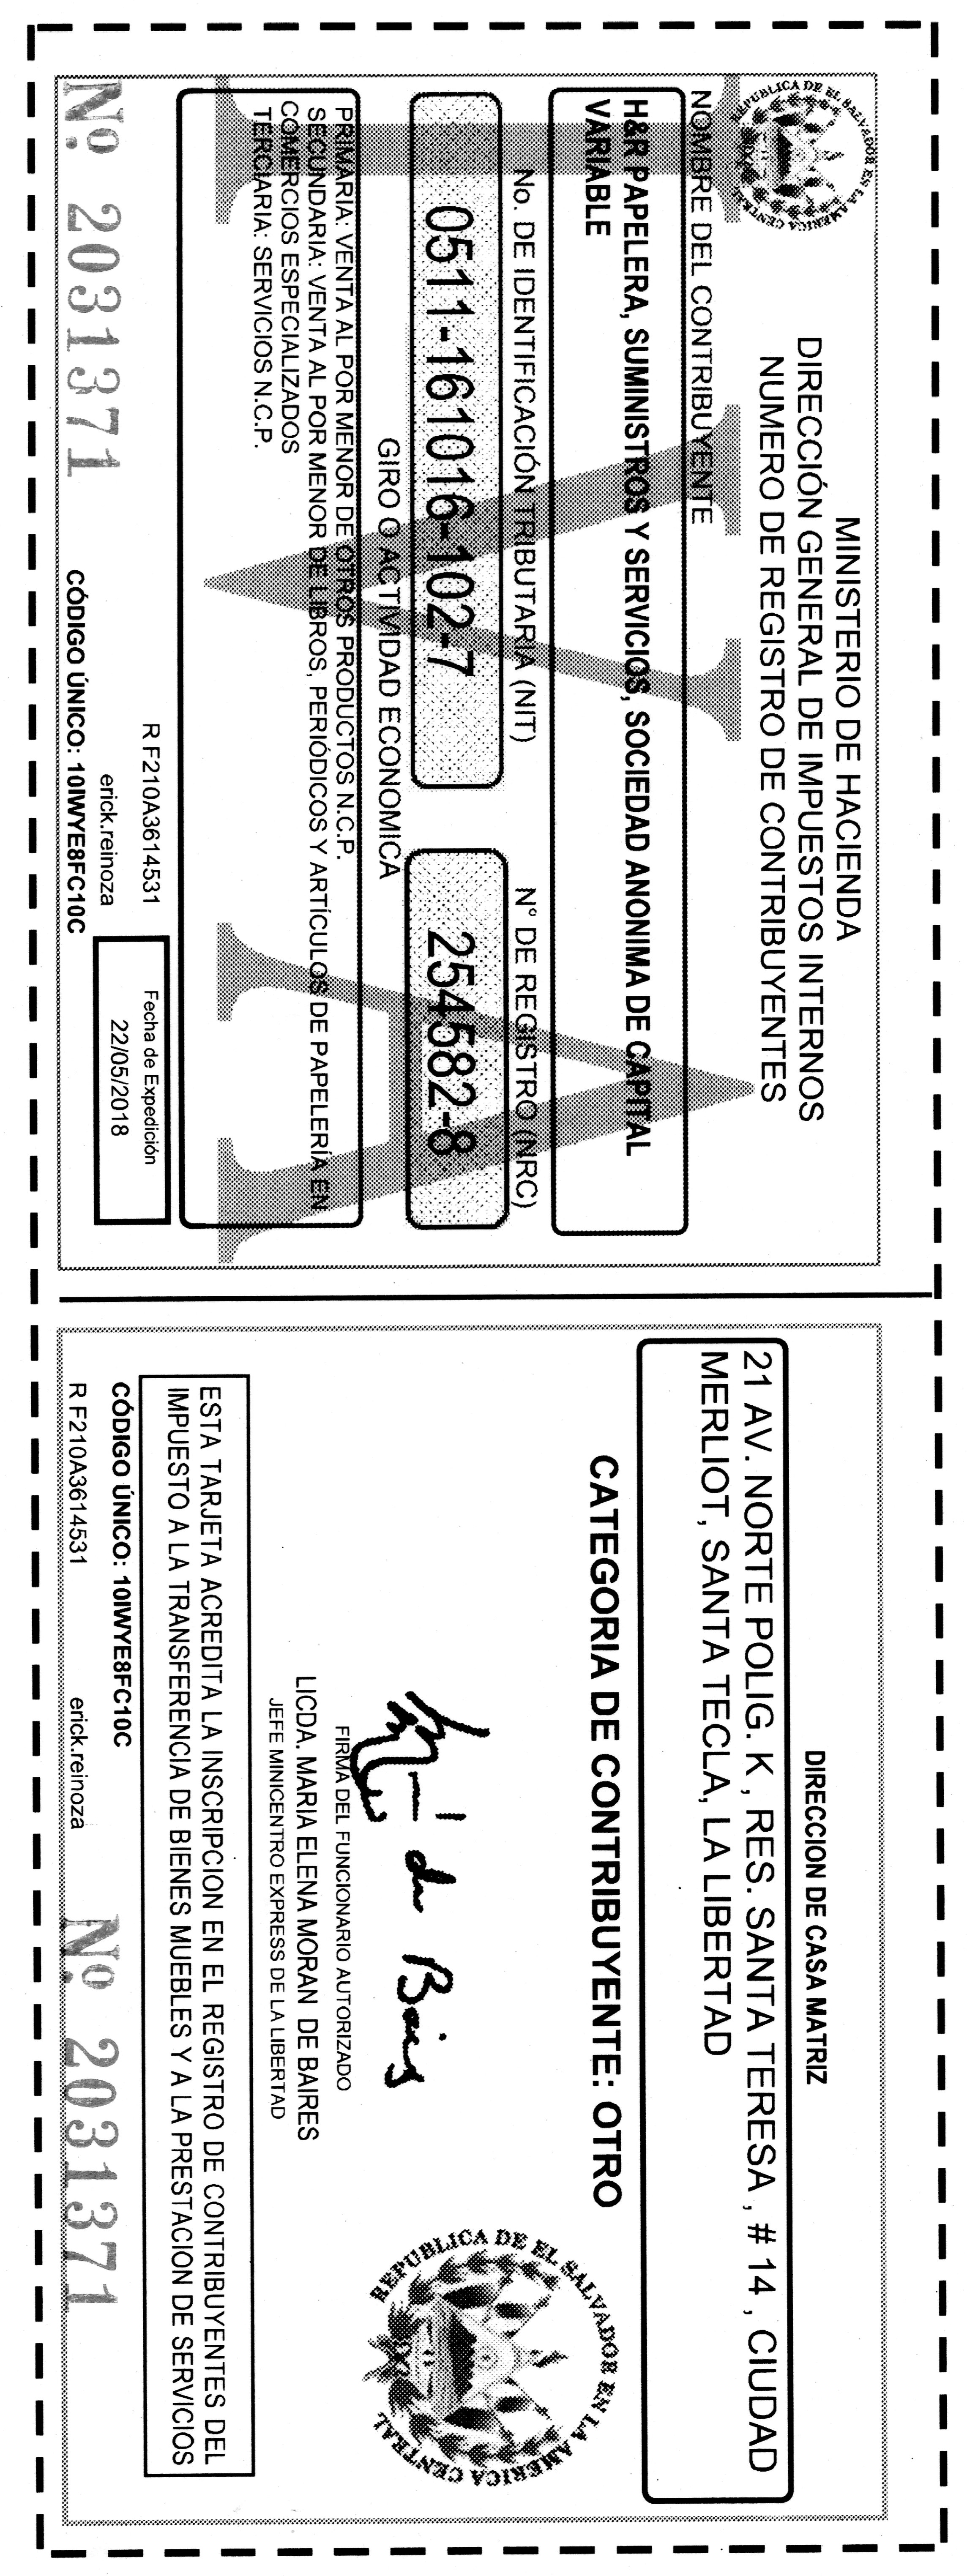 REPUBLICA DE EL SALVADOR EN LA AMERICA CENTRAL
MINISTERIO DE HACIENDA
DIRECCIÓN GENERAL DE IMPUESTOS INTERNOS
NUMERO DE REGISTRO DE CONTRIBUYENTES
NOMBRE DEL CONTRIBUYENTE
H&R PAPELERA, SUMINISTROS Y SERVICIOS, SOCIEDAD ANONIMA DE CAPITAL
VARIABLE
No. DE IDENTIFICACIÓN TRIBUTARIA (NIT)
N° DE REGISTRO (NRC)
0511-161016-102-7
254582-8
GIRO O ACTIVIDAD ECONOMICA
PRIMARIA: VENTA AL POR MENOR DE OTROS PRODUCTOS N.C.P.
SECUNDARIA: VENTA AL POR MENOR DE LIBROS, PERIÓDICOS Y ARTÍCULOS DE PAPELERÍA EN
COMERCIOS ESPECIALIZADOS
TERCIARIA: SERVICIOS N.C.P.
IVA
R F210A3614531
Fecha de Expedición
erick.reinoza
22/05/2018
Nº. 2031371
CÓDIGO ÚNICO: 10IWYE8FC10C
DIRECCION DE CASA MATRIZ
21 AV. NORTE POLIG. K , RES. SANTA TERESA , # 14 , CIUDAD
MERLIOT, SANTA TECLA, LA LIBERTAD
CATEGORIA DE CONTRIBUYENTE: OTRO
de Baires
FIRMA DEL FUNCIONARIO AUTORIZADO
LICDA. MARIA ELENA MORAN DE BAIRES
JEFE MINICENTRO EXPRESS DE LA LIBERTAD
REPUBLICA DE EL SALVADOR EN LA AMERICA CENTRAL
ESTA TARJETA ACREDITA LA INSCRIPCION EN EL REGISTRO DE CONTRIBUYENTES DEL
IMPUESTO A LA TRANSFERENCIA DE BIENES MUEBLES Y A LA PRESTACION DE SERVICIOS
CÓDIGO ÚNICO: 10IWYE8FC10C
R F210A3614531
erick.reinoza
Nº. 2031371